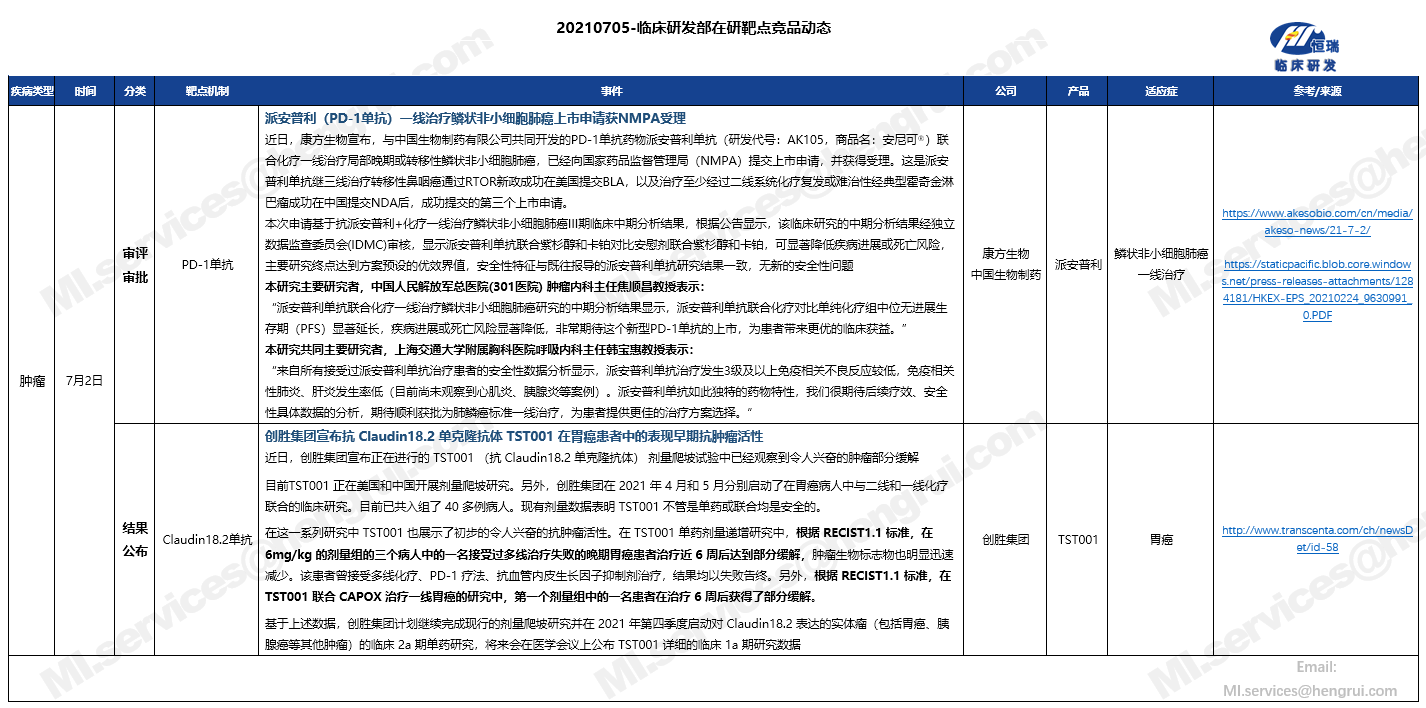 20210705-临床研发部在研靶点竞品动态
恒瑞
临床研发
疾病类型 时间 分类 靶点机制 事件 公司 产品 适应症 参考/来源
肿瘤
7月2日
审评
审批
PD-1单抗
派安普利（PD-1单抗）一线治疗鳞状非小细胞肺癌上市申请获NMPA受理
近日，康方生物宣布，与中国生物制药有限公司共同开发的PD-1单抗药物派安普利单抗（研发代号：AK105，商品名：安尼可®）联
合化疗一线治疗局部晚期或转移性鳞状非小细胞肺癌，已经向国家药品监督管理局（NMPA）提交上市申请，并获得受理。这是派安
普利单抗继三线治疗转移性鼻咽癌通过RTOR新政成功在美国提交BLA，以及治疗至少经过二线系统化疗复发或难治性经典型霍奇金淋
巴瘤成功在中国提交NDA后，成功提交的第三个上市申请。
本次申请基于抗派安普利+化疗一线治疗鳞状非小细胞肺癌III期临床中期分析结果，根据公告显示，该临床研究的中期分析结果经独立
数据监查委员会(IDMC)审核，显示派安普利单抗联合紫杉醇和卡铂对比安慰剂联合紫杉醇和卡铂，可显著降低疾病进展或死亡风险，
主要研究终点达到方案预设的优效界值，安全性特征与既往报导的派安普利单抗研究结果一致，无新的安全性问题
本研究主要研究者，中国人民解放军总医院(301医院) 肿瘤内科主任焦顺昌教授表示：
“派安普利单抗联合化疗一线治疗鳞状非小细胞肺癌研究的中期分析结果显示，派安普利单抗联合化疗对比单纯化疗组中位无进展生
存期（PFS）显著延长，疾病进展或死亡风险显著降低，非常期待这个新型PD-1单抗的上市，为患者带来更优的临床获益。”
本研究共同主要研究者，上海交通大学附属胸科医院呼吸内科主任韩宝惠教授表示：
“来自所有接受过派安普利单抗治疗患者的安全性数据分析显示，派安普利单抗治疗发生3级及以上免疫相关不良反应较低，免疫相关
性肺炎、肝炎发生率低（目前尚未观察到心肌炎、胰腺炎等案例）。派安普利单抗如此独特的药物特性，我们很期待后续疗效、安全
性具体数据的分析，期待顺利获批为肺鳞癌标准一线治疗，为患者提供更佳的治疗方案选择。“
康方生物
中国生物制药
派安普利
鳞状非小细胞肺癌
一线治疗
https://www.akesobio.com/cn/media/
akeso-news/21-7-2/
https://staticpacific.blob.core.window
s.net/press-releases-attachments/128
4181/HKEX-EPS_20210224_9630991_
0.PDF
结果
公布
Claudin18.2单抗
创胜集团宣布抗 Claudin18.2 单克隆抗体 TST001 在胃癌患者中的表现早期抗肿瘤活性
近日，创胜集团宣布正在进行的 TST001 （抗 Claudin18.2 单克隆抗体） 剂量爬坡试验中已经观察到令人兴奋的肿瘤部分缓解
目前TST001 正在美国和中国开展剂量爬坡研究。另外，创胜集团在 2021 年 4 月和 5 月分别启动了在胃癌病人中与二线和一线化疗
联合的临床研究。目前已共入组了 40 多例病人。现有剂量数据表明 TST001 不管是单药或联合均是安全的。
在这一系列研究中 TST001 也展示了初步的令人兴奋的抗肿瘤活性。在 TST001 单药剂量递增研究中，根据 RECIST1.1 标准，在
6mg/kg 的剂量组的三个病人中的一名接受过多线治疗失败的晚期胃癌患者治疗近 6 周后达到部分缓解，肿瘤生物标志物也明显迅速
减少。该患者曾接受多线化疗、PD-1 疗法、抗血管内皮生长因子抑制剂治疗，结果均以失败告终。另外，根据 RECIST1.1 标准，在
TST001 联合 CAPOX 治疗一线胃癌的研究中，第一个剂量组中的一名患者在治疗 6 周后获得了部分缓解。
基于上述数据，创胜集团计划继续完成现行的剂量爬坡研究并在 2021 年第四季度启动对 Claudin18.2 表达的实体瘤（包括胃癌、胰
腺癌等其他肿瘤）的临床 2a 期单药研究，将来会在医学会议上公布 TST001 详细的临床 1a 期研究数据
创胜集团
TST001
胃癌
http://www.transcenta.com/ch/newsD
et/id-58
Email:
MI.services@hengrui.com
MI.services@hengrui.com
MI.services@hengrui.com
MI.services@hengrui.com
MI.services@hengrui.com